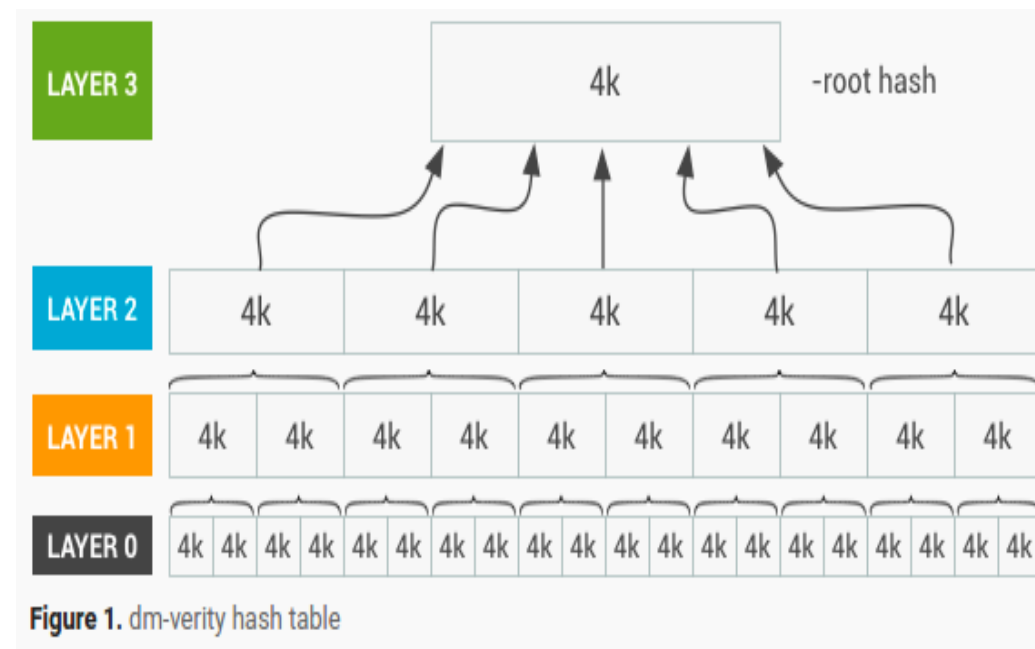 LAYER 3 4k -root hash
LAYER 2 4k 4k 4k 4k 4k
LAYER 1 4k 4k 4k 4k 4k 4k 4k 4k 4k 4k
LAYER 0 4k 4k 4k 4k 4k 4k 4k 4k 4k 4k 4k 4k 4k 4k 4k 4k 4k 4k 4k 4k
Figure 1. dm-verity hash table